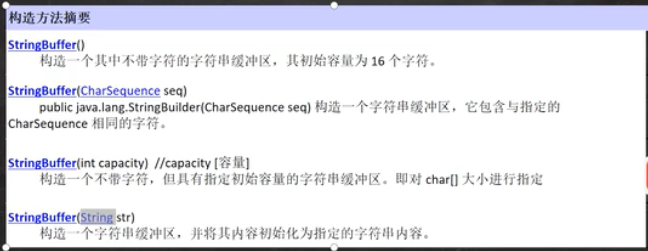 构造方法摘要
StringBuffer()
构造一个其中不带字符的字符串缓冲区，其初始容量为 16 个字符。
StringBuffer(CharSequence seq)
public java.lang.StringBuilder(CharSequence seq) 构造一个字符串缓冲区，它包含与指定的
CharSequence 相同的字符。
StringBuffer(int capacity)  //capacity [容量]
构造一个不带字符，但具有指定初始容量的字符串缓冲区。即对 char[] 大小进行指定
StringBuffer(String str)
构造一个字符串缓冲区，并将其内容初始化为指定的字符串内容。